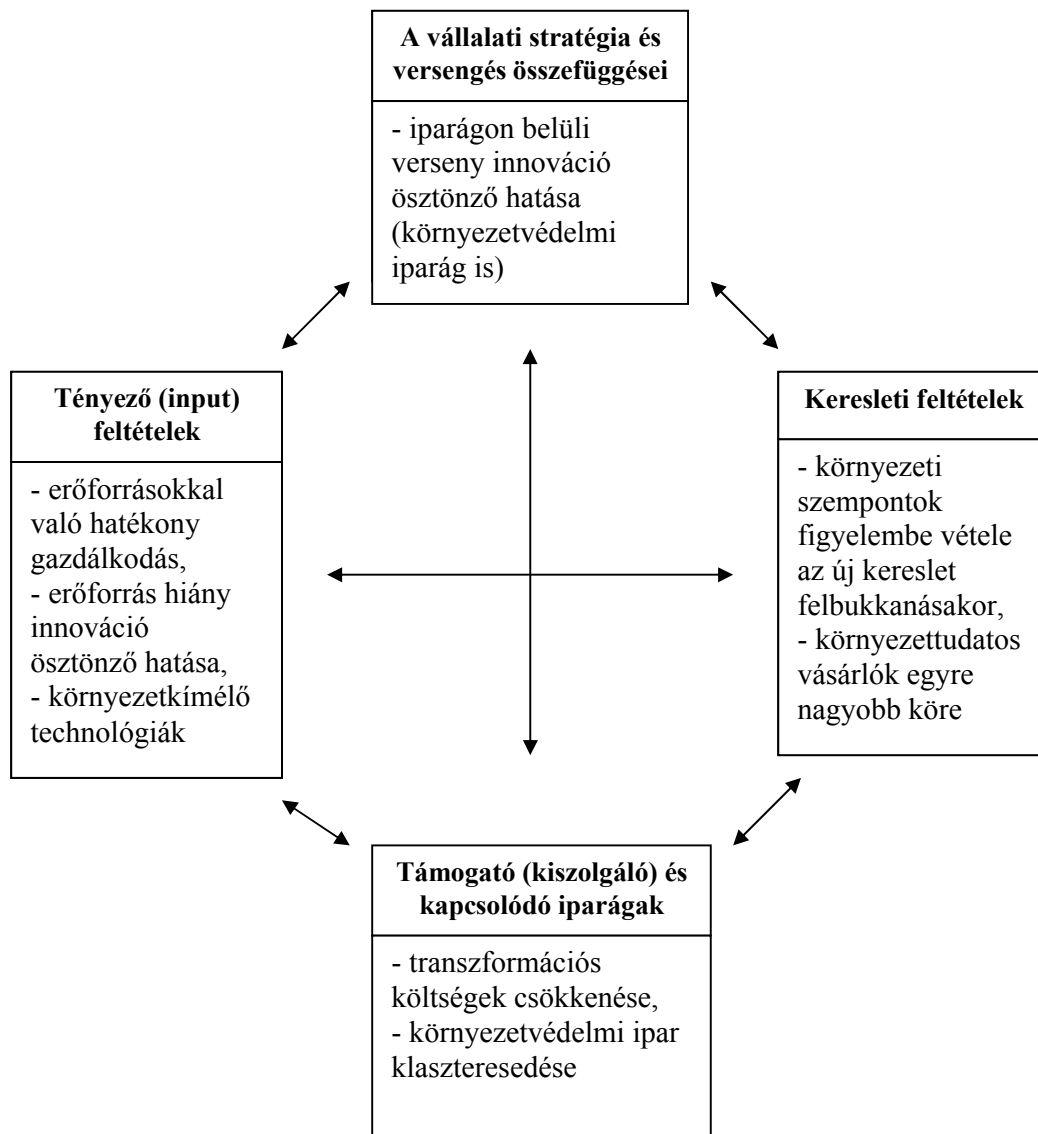 A vállalati stratégia és
versengés összefüggései
- iparágon belüli
verseny innováció
ösztönző hatása
(környezetvédelmi
iparág is)
Tényező (input)
feltételek
- erőforrásokkal
való hatékony
gazdálkodás,
- erőforrás hiány
innováció
ösztönző hatása,
- környezetkímélő
technológiák
Keresleti feltételek
- környezeti
szempontok
figyelembe vétele
az új kereslet
felbukkanásakor,
- környezettudatos
vásárlók egyre
nagyobb köre
Támogató (kiszolgáló) és
kapcsolódó iparágak
- transzformációs
költségek csökkenése,
- környezetvédelmi ipar
klaszteresedése